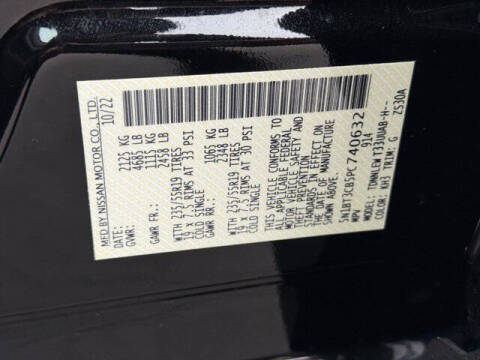 MFD BY NISSAN MOTOR CO., LTD.
10/22
GVWR: 2125 KG
4685 LB
GAWR FR.: 1115 KG
2458 LB
WITH 235/55R19 TIRES
19 x 7.5 RIMS AT 33 PSI
COLD SINGLE
GAWR RR.: 1065 KG
2348 LB
WITH 235/55R19 TIRES
19 x 7.5 RIMS AT 30 PSI
COLD SINGLE
THIS VEHICLE CONFORMS TO
ALL APPLICABLE FEDERAL
MOTOR VEHICLE SAFETY AND
THEFT PREVENTION
STANDARDS IN EFFECT ON
THE DATE OF MANUFACTURE
SHOWN ABOVE.
740632
MPV 914
MODEL:
COLOR: KH3 TRIM: G
ZS30A